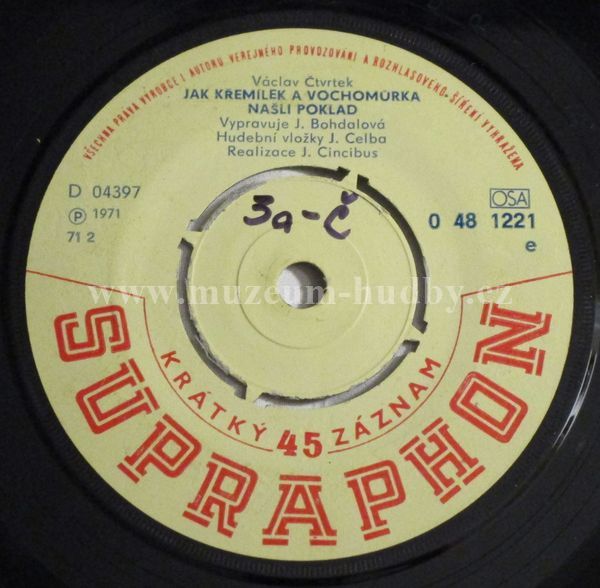 VŠECHNA PRÁVA VÝROBCE I AUTORŮ VEREJNÉHO PROVOZOVÁNÍ A ROZHLASOVÉHO ŠÍŘENÍ VYHRAZENA
Václav Čtvrtek
JAK KŘEMÍLEK A VOCHOMŮRKA
NAŠLI POKLAD
Vypravuje J. Bohdalová
Hudební vložky J. Celba
Realizace J. Cincibus
D 04397
Ⓟ 1971
71 2
3a-Č
OSA
0 48 1221
e
www.muzeum-hudby.cz
KRÁTKÝ 45 ZÁZNAM
SUPRAPHON